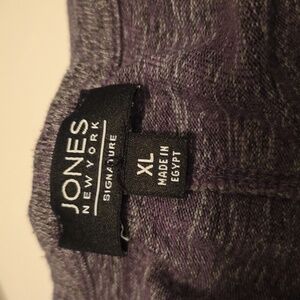 JONES
NEW YORK
SIGNATURE
XL
MADE IN
EGYPT